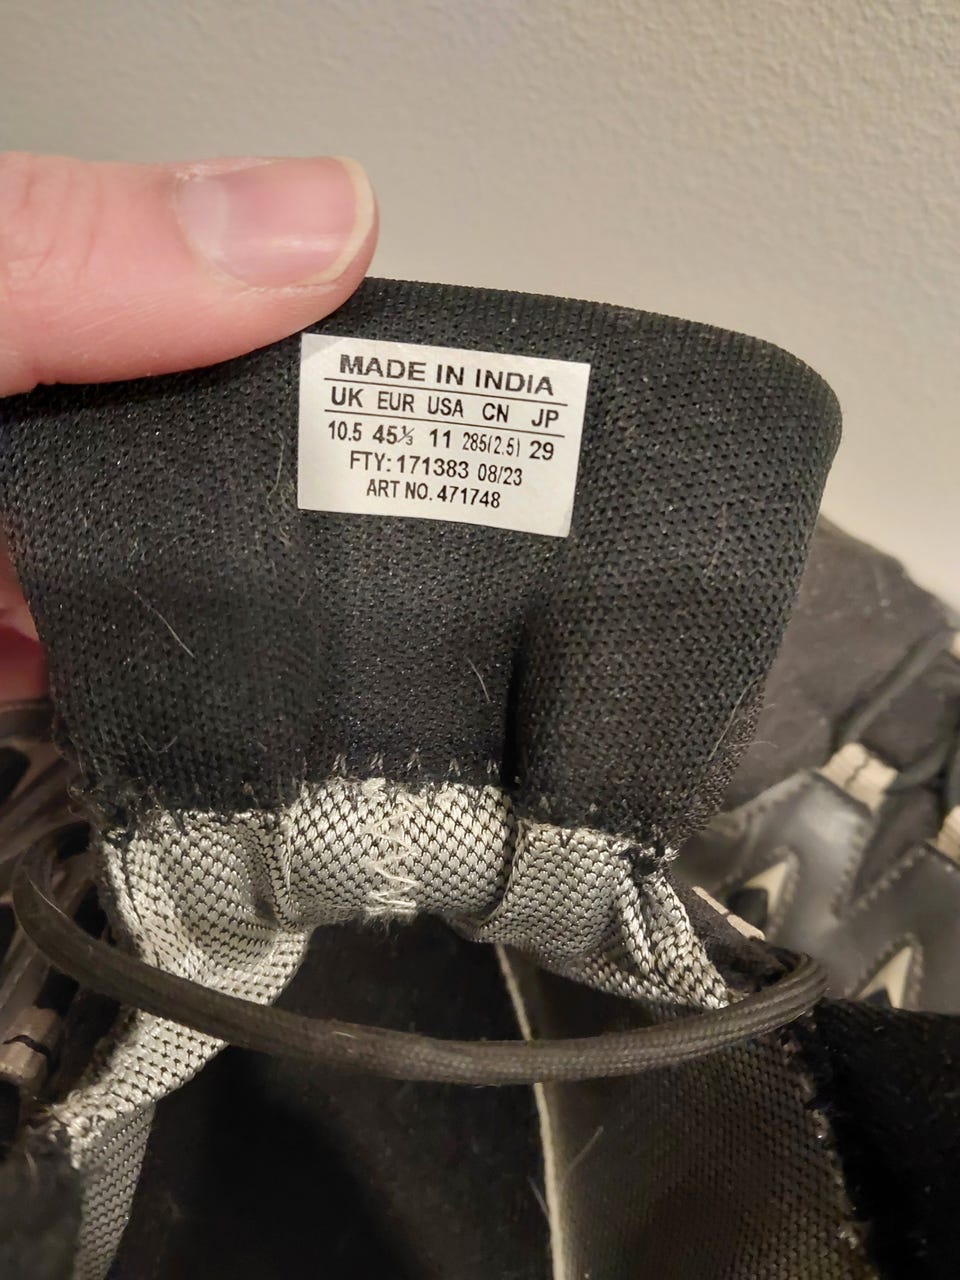 MADE IN INDIA
UK EUR USA CN JP
10.5 45⅓ 11 285(2.5) 29
FTY: 171383 08/23
ART NO. 471748